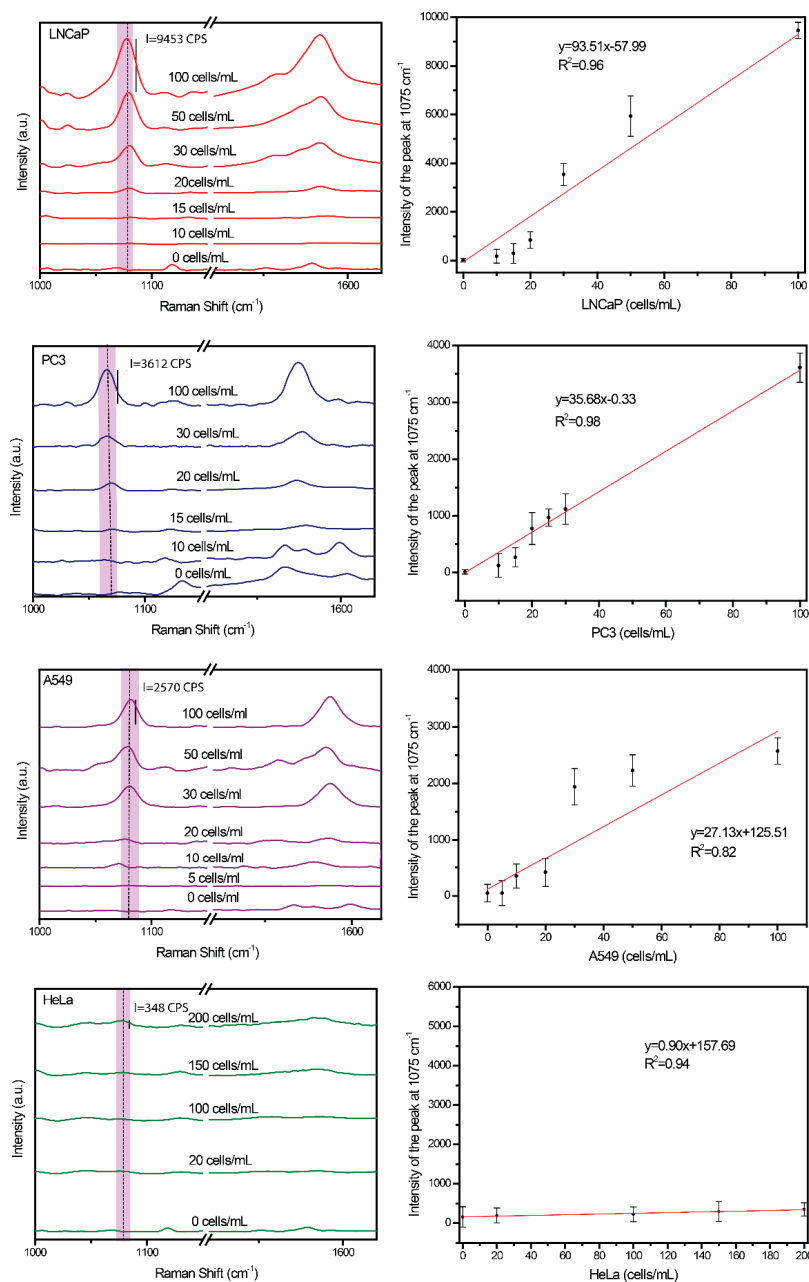 LNCaP
I=9453 CPS
100 cells/mL
50 cells/mL
30 cells/mL
20cells/mL
15 cells/mL
10 cells/mL
0 cells/mL
Intensity (a.u.)
1000
1100
1600
Raman Shift (cm-1)
10000
8000
6000
4000
2000
0
Intensity of the peak at 1075 cm-1
y=93.51x-57.99
R2=0.96
0
20
40
60
80
100
LNCaP (cells/mL)
PC3
I=3612 CPS
100 cells/mL
30 cells/mL
20 cells/mL
15 cells/mL
10 cells/mL
0 cells/mL
Intensity (a.u.)
1000
1100
1600
Raman Shift (cm-1)
4000
3000
2000
1000
0
Intensity of the peak at 1075 cm-1
y=35.68x-0.33
R2=0.98
0
20
40
60
80
100
PC3 (cells/mL)
A549
I=2570 CPS
100 cells/ml
50 cells/ml
30 cells/ml
20 cells/ml
10 cells/ml
5 cells/ml
0 cells/ml
Intensity (a.u.)
1000
1100
1600
Raman Shift (cm-1)
4000
3000
2000
1000
0
Intensity of the peak at 1075 cm-1
y=27.13x+125.51
R2=0.82
0
20
40
60
80
100
A549 (cells/mL)
HeLa
I=348 CPS
200 cells/mL
150 cells/mL
100 cells/mL
20 cells/mL
0 cells/mL
Intensity (a.u.)
1000
1100
1600
Raman Shift (cm-1)
6000
5000
4000
3000
2000
1000
0
Intensity of the peak at 1075 cm-1
y=0.90x+157.69
R2=0.94
0
20
40
60
80
100
120
140
160
180
200
HeLa (cells/mL)